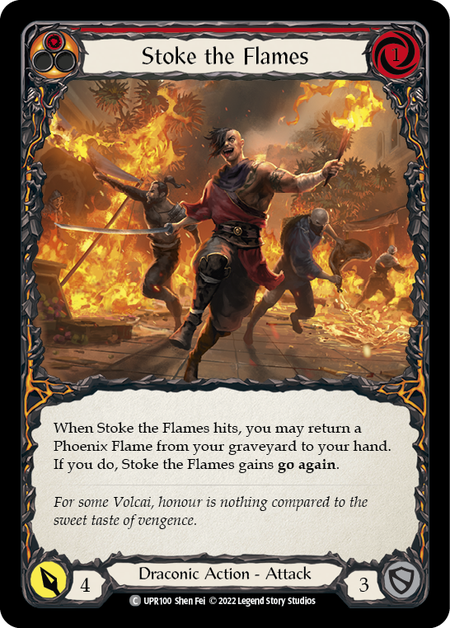 Stoke the Flames
1
When Stoke the Flames hits, you may return a
Phoenix Flame from your graveyard to your hand.
If you do, Stoke the Flames gains go again.
For some Volcai, honour is nothing compared to the
sweet taste of vengence.
4
Draconic Action - Attack
3
C UPR100 Shen Fei © 2022 Legend Story Studios